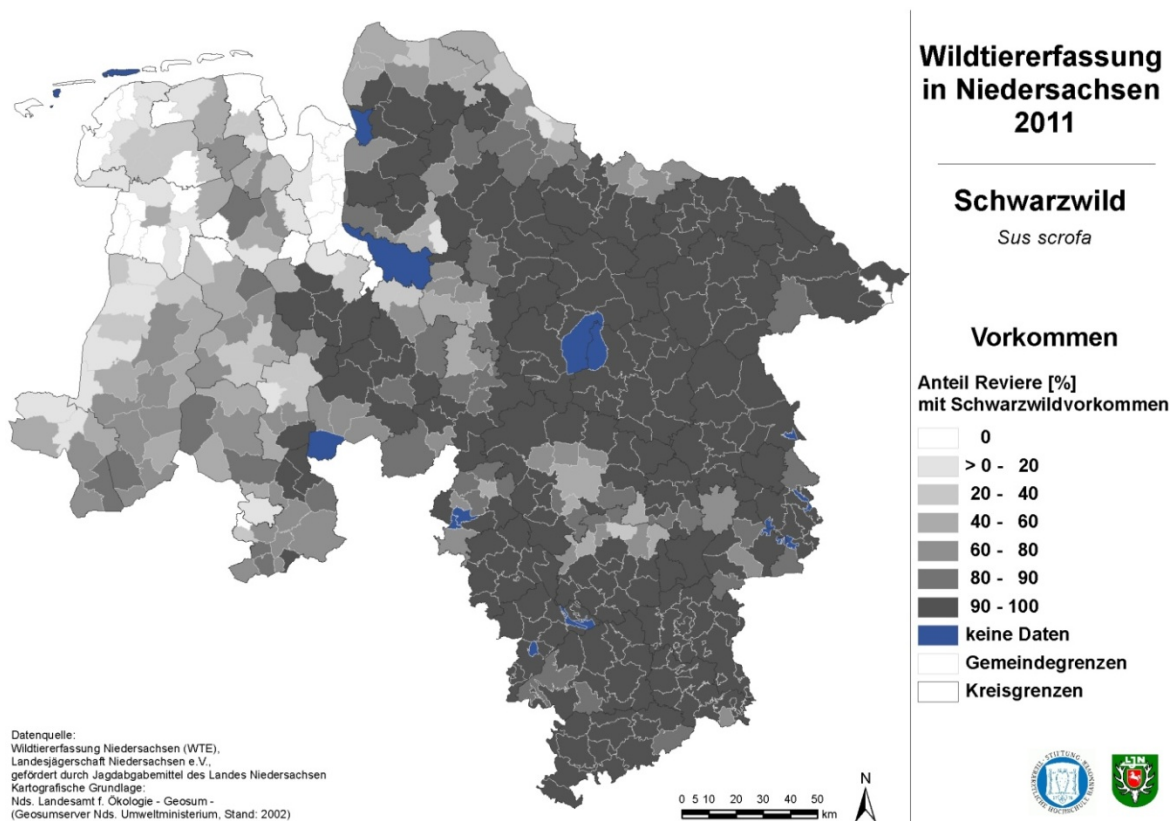 Wildtiererfassung
in Niedersachsen
2011
Schwarzwild
Sus scrofa
Vorkommen
Anteil Reviere [%]
mit Schwarzwildvorkommen
0
> 0 - 20
20 - 40
40 - 60
60 - 80
80 - 90
90 - 100
keine Daten
Gemeindegrenzen
Kreisgrenzen
Datenquelle:
Wildtiererfassung Niedersachsen (WTE),
Landesjägerschaft Niedersachsen e.V.,
gefördert durch Jagdabgabemittel des Landes Niedersachsen
Kartografische Grundlage:
Nds. Landesamt f. Ökologie - Geosum -
(Geosumserver Nds. Umweltministerium, Stand: 2002)
N
0 5 10 20 30 40 50
km
LJN